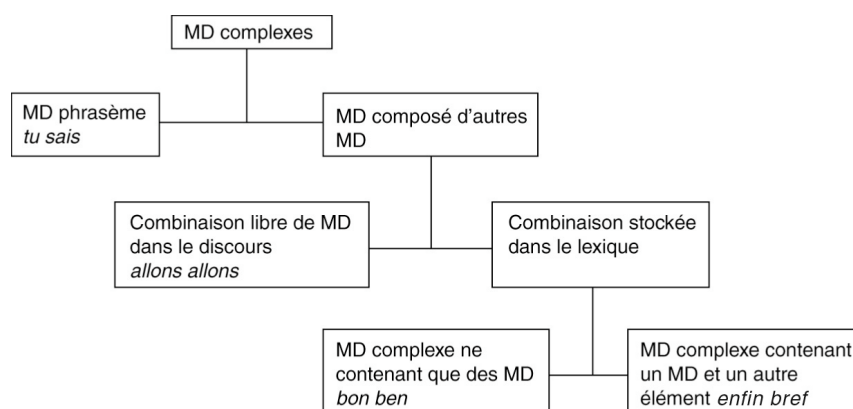 MD complexes
MD phrasème
tu sais
MD composé d'autres
MD
Combinaison libre de MD
dans le discours
allons allons
Combinaison stockée
dans le lexique
MD complexe ne
contenant que des MD
bon ben
MD complexe contenant
un MD et un autre
élément enfin bref